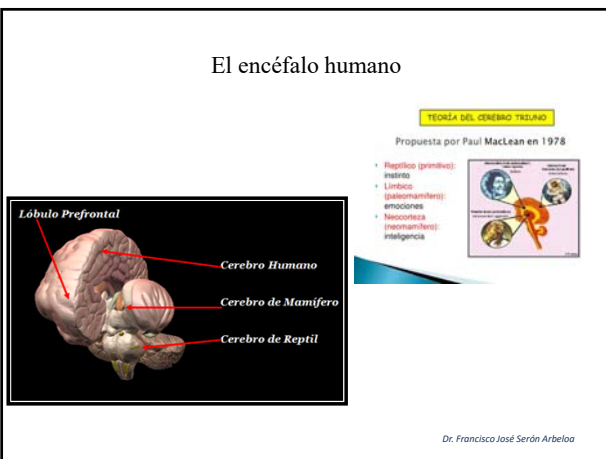 El encéfalo humano
TEORÍA DEL CEREBRO TRIUNO
Propuesta por Paul MacLean en 1978
Reptílico (primitivo):
instinto
Límbico
(paleomamífero):
emociones
Neocorteza
(neomamífero):
inteligencia
Lóbulo Prefrontal
Cerebro Humano
Cerebro de Mamífero
Cerebro de Reptil
Dr. Francisco José Serón Arbeloa